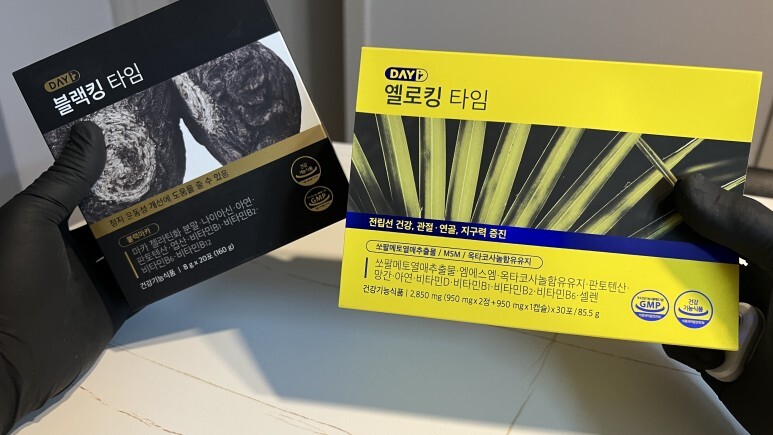 DAY
블랙킹 타임
정자 운동성 개선에 도움을 줄 수 있음
블랙마카
마카 젤라틴화 분말·나이아신·아연·
판토텐산·엽산·비타민B1·비타민B2·
비타민B6·비타민B12
건강기능식품 | 8 g x 20포 (160 g)
건강
기능식품
GMP
DAY
옐로킹 타임
전립선 건강, 관절·연골, 지구력 증진
쏘팔메토열매추출물 / MSM / 옥타코사놀함유유지
쏘팔메토열매추출물·엠에스엠·옥타코사놀함유유지·판토텐산·
망간·아연·비타민D·비타민B1·비타민B2·비타민B6·셀렌
건강기능식품 | 2,850 mg (950 mg x 2정 + 950 mg x 1캡슐) x 30포 / 85.5 g
GMP
건강
기능식품